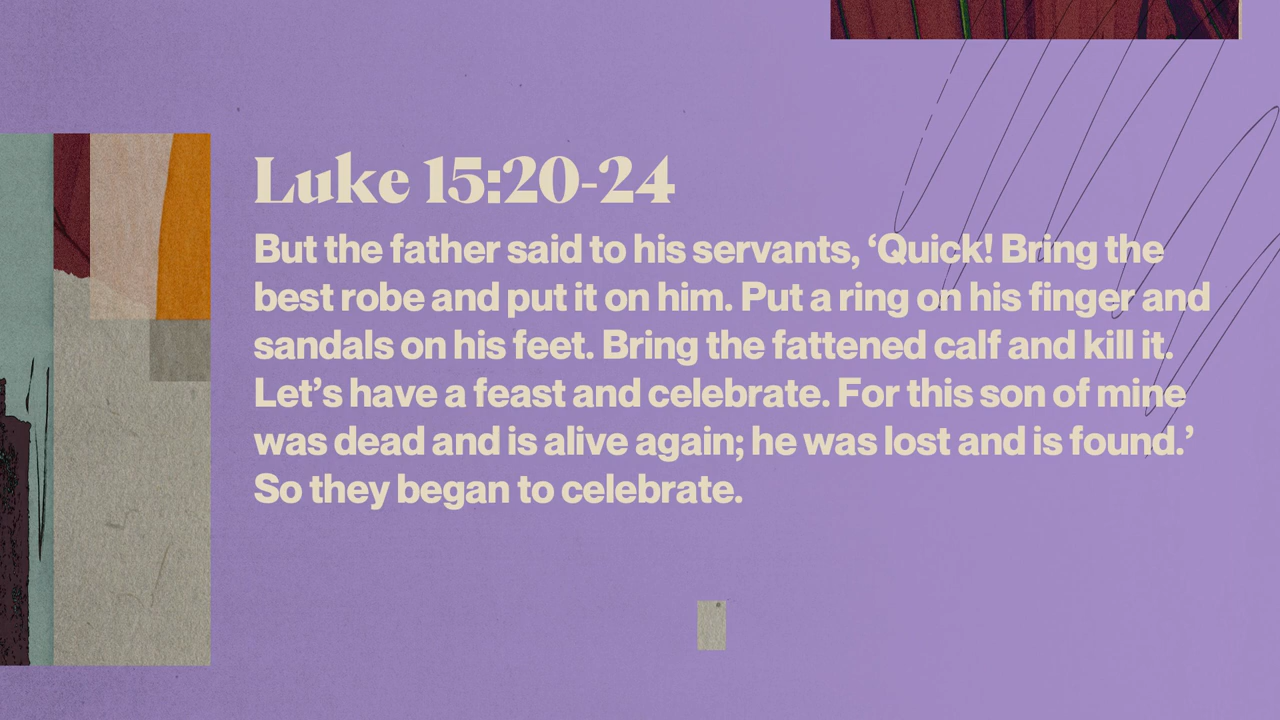 Luke 15:20-24
But the father said to his servants, ‘Quick! Bring the
best robe and put it on him. Put a ring on his finger and
sandals on his feet. Bring the fattened calf and kill it.
Let’s have a feast and celebrate. For this son of mine
was dead and is alive again; he was lost and is found.’
So they began to celebrate.